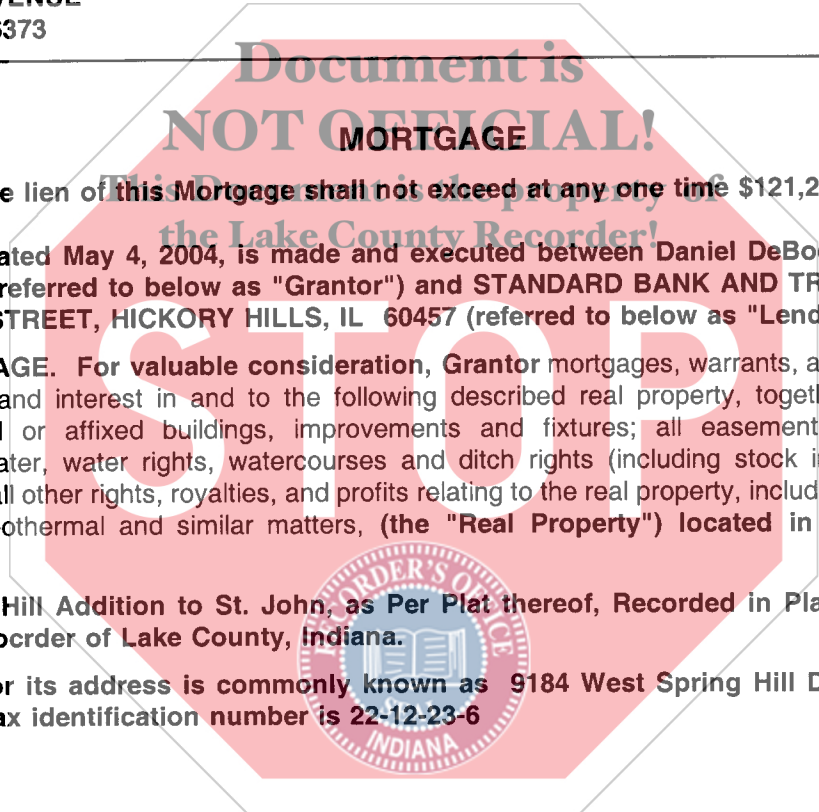 VENUE
6373
Document is
NOT OFFICIAL!
MORTGAGE
This Document is the property of
the Lake County Recorder!
e lien of this Mortgage shall not exceed at any one time $121,2
ated May 4, 2004, is made and executed between Daniel DeBo
referred to below as "Grantor") and STANDARD BANK AND TR
STREET, HICKORY HILLS, IL 60457 (referred to below as "Lend
AGE. For valuable consideration, Grantor mortgages, warrants, a
and interest in and to the following described real property, togeth
or affixed buildings, improvements and fixtures; all easement
ater, water rights, watercourses and ditch rights (including stock i
ll other rights, royalties, and profits relating to the real property, includ
othermal and similar matters, (the "Real Property") located in
STOP
Hill Addition to St. John, as Per Plat thereof, Recorded in Pla
ocrder of Lake County, Indiana.
or its address is commonly known as 9184 West Spring Hill D
ax identification number is 22-12-23-6
RECORDER'S OFFICE
SEAL
INDIANA